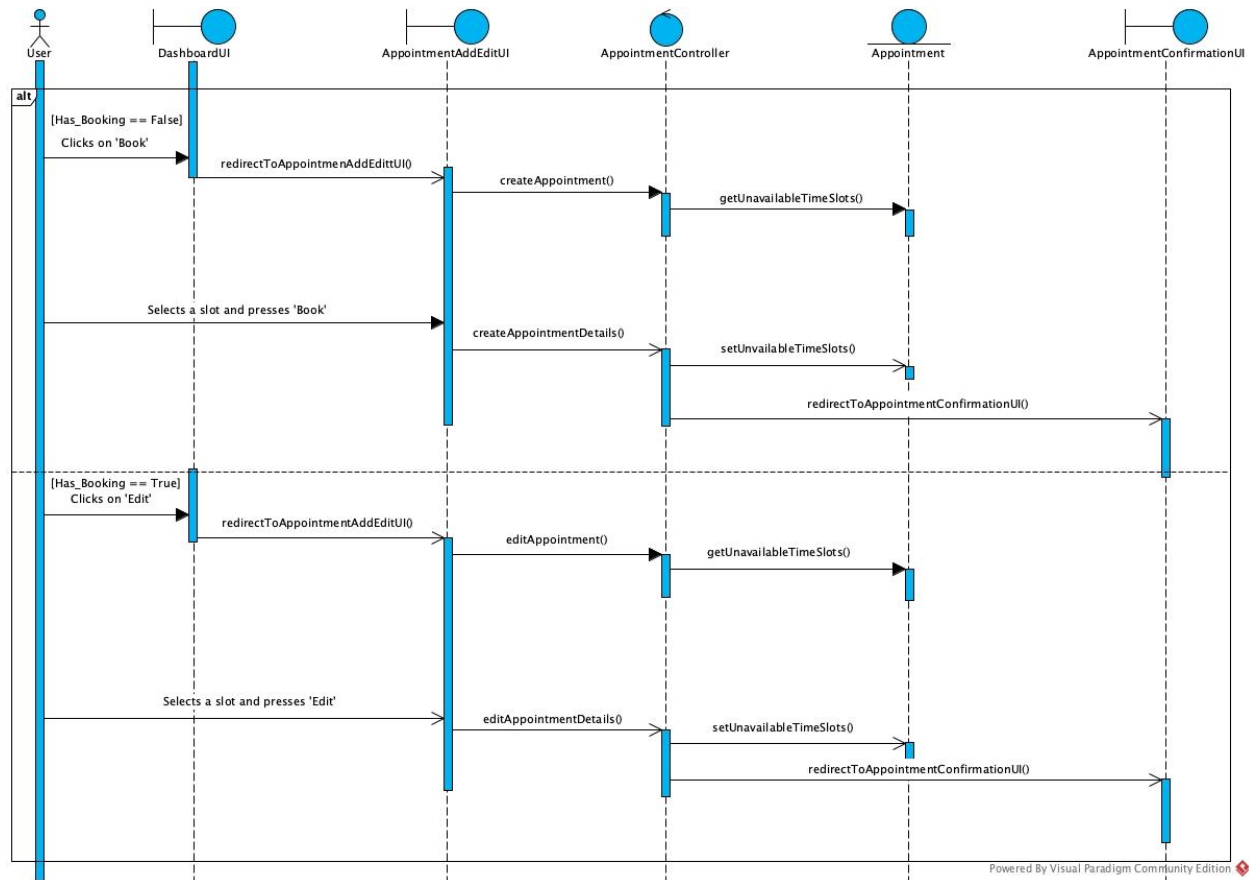 User
DashboardUI
AppointmentAddEditUI
AppointmentController
Appointment
AppointmentConfirmationUI
alt
[Has_Booking == False]
Clicks on 'Book'
redirectToAppointmenAddEdittUI()
createAppointment()
getUnavailableTimeSlots()
Selects a slot and presses 'Book'
createAppointmentDetails()
setUnvailableTimeSlots()
redirectToAppointmentConfirmationUI()
[Has_Booking == True]
Clicks on 'Edit'
redirectToAppointmentAddEditUI()
editAppointment()
getUnavailableTimeSlots()
Selects a slot and presses 'Edit'
editAppointmentDetails()
setUnavailableTimeSlots()
redirectToAppointmentConfirmationUI()
Powered By Visual Paradigm Community Edition